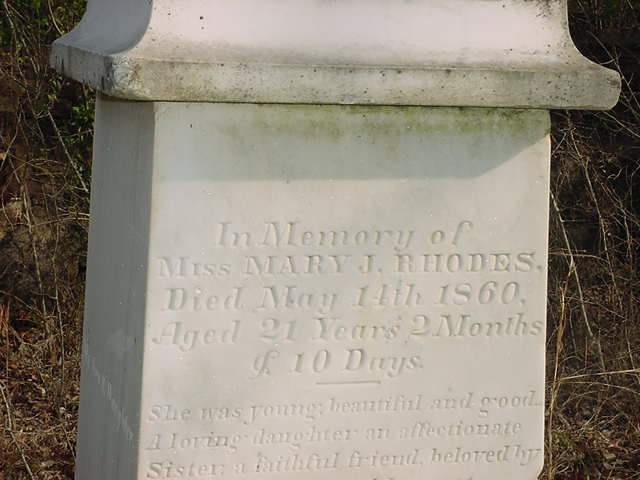 In Memory of
Miss MARY J. RHODES,
Died May 14th 1860,
Aged 21 Years 2 Months
& 10 Days.
She was young, beautiful and good.
A loving daughter an affectionate
Sister; a faithful friend, beloved by